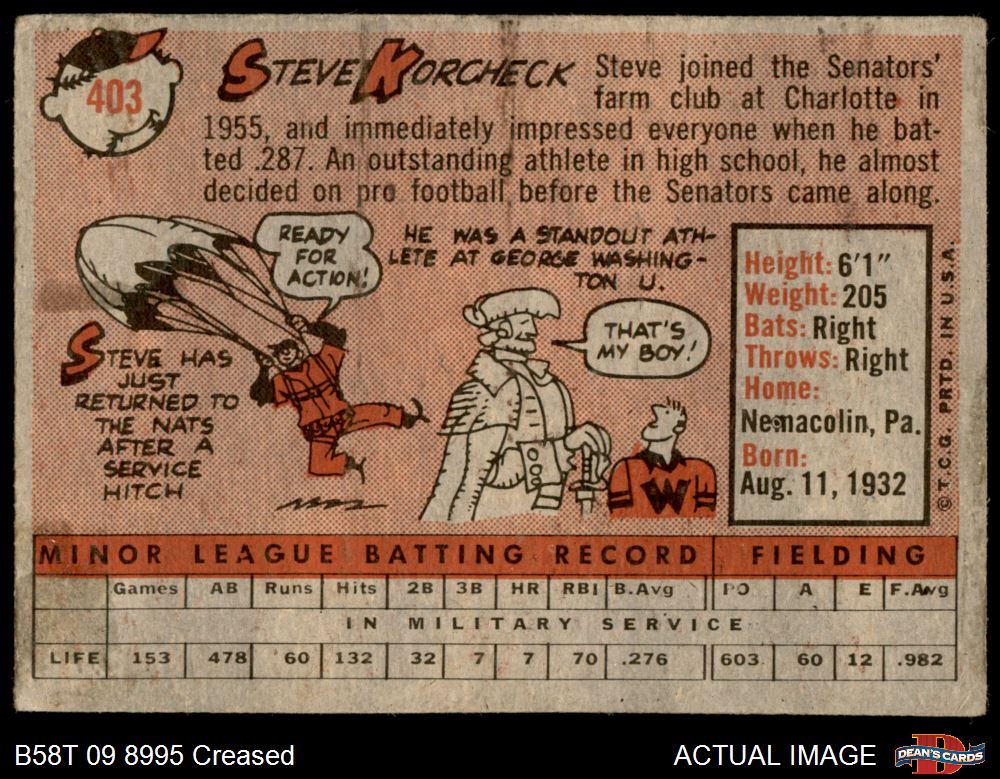 403
STEVE KORCHECK
Steve joined the Senators'
farm club at Charlotte in
1955, and immediately impressed everyone when he bat-
ted .287. An outstanding athlete in high school, he almost
decided on pro football before the Senators came along.
READY
FOR
ACTION!
STEVE HAS
JUST
RETURNED TO
THE NATS
AFTER A
SERVICE
HITCH
HE WAS A STANDOUT ATH-
LETE AT GEORGE WASHING-
TON U.
THAT'S
MY BOY!
W
Height: 6'1"
Weight: 205
Bats: Right
Throws: Right
Home:
Nemacolin, Pa.
Born:
Aug. 11, 1932
© T.C.G. PRTD. IN U.S.A.
MINOR LEAGUE BATTING RECORD FIELDING
Games AB Runs Hits 2B 3B HR RBI B.Avg PO A E F.Avg
IN MILITARY SERVICE
LIFE 153 478 60 132 32 7 7 70 .276 603 60 12 .982
B58T 09 8995 Creased ACTUAL IMAGE
D
DEAN'S CARDS